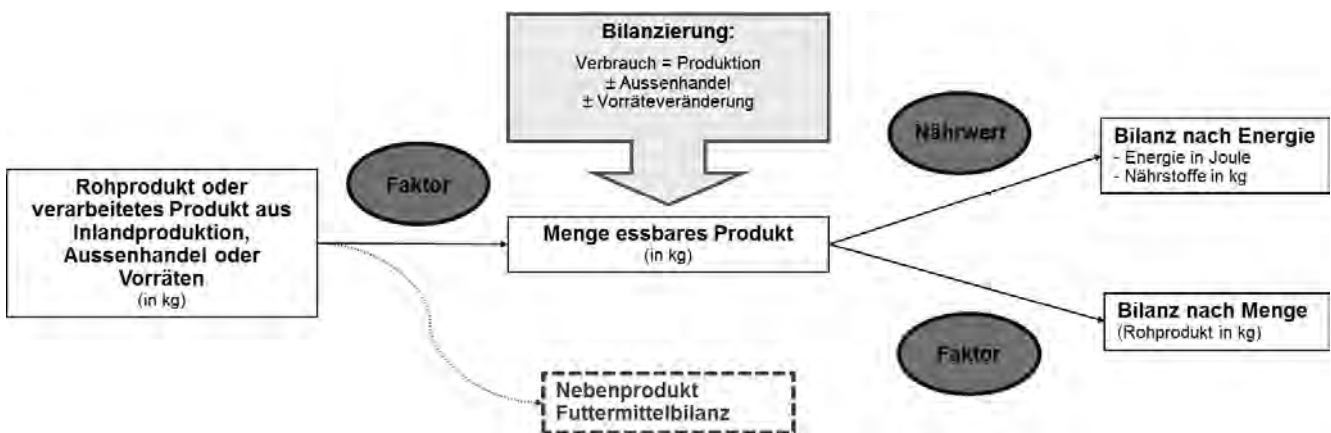 Bilanzierung:
Verbrauch = Produktion
± Aussenhandel
± Vorräteveränderung
Rohprodukt oder
verarbeitetes Produkt aus
Inlandproduktion,
Aussenhandel oder
Vorräten
(in kg)
Faktor
Menge essbares Produkt
(in kg)
Nährwert
Bilanz nach Energie
- Energie in Joule
- Nährstoffe in kg
Faktor
Bilanz nach Menge
(Rohprodukt in kg)
Nebenprodukt
Futtermittelbilanz